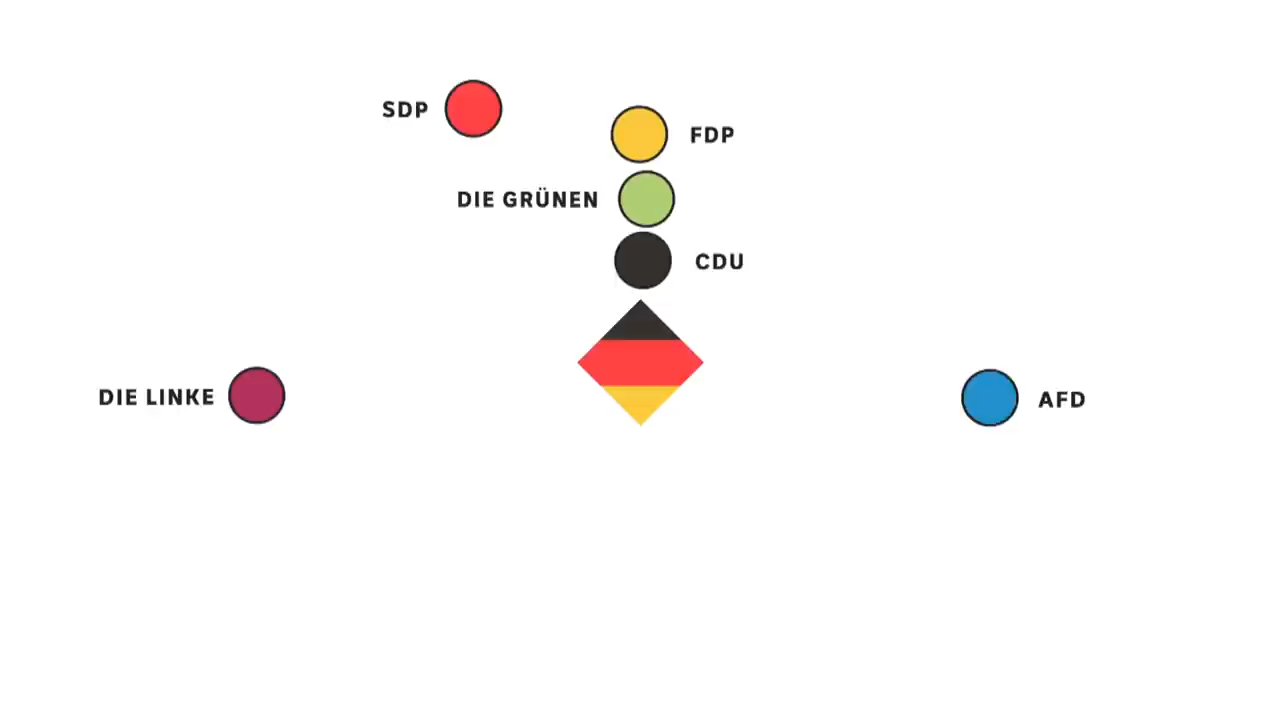 SDP
FDP
DIE GRÜNEN
CDU
DIE LINKE
AFD